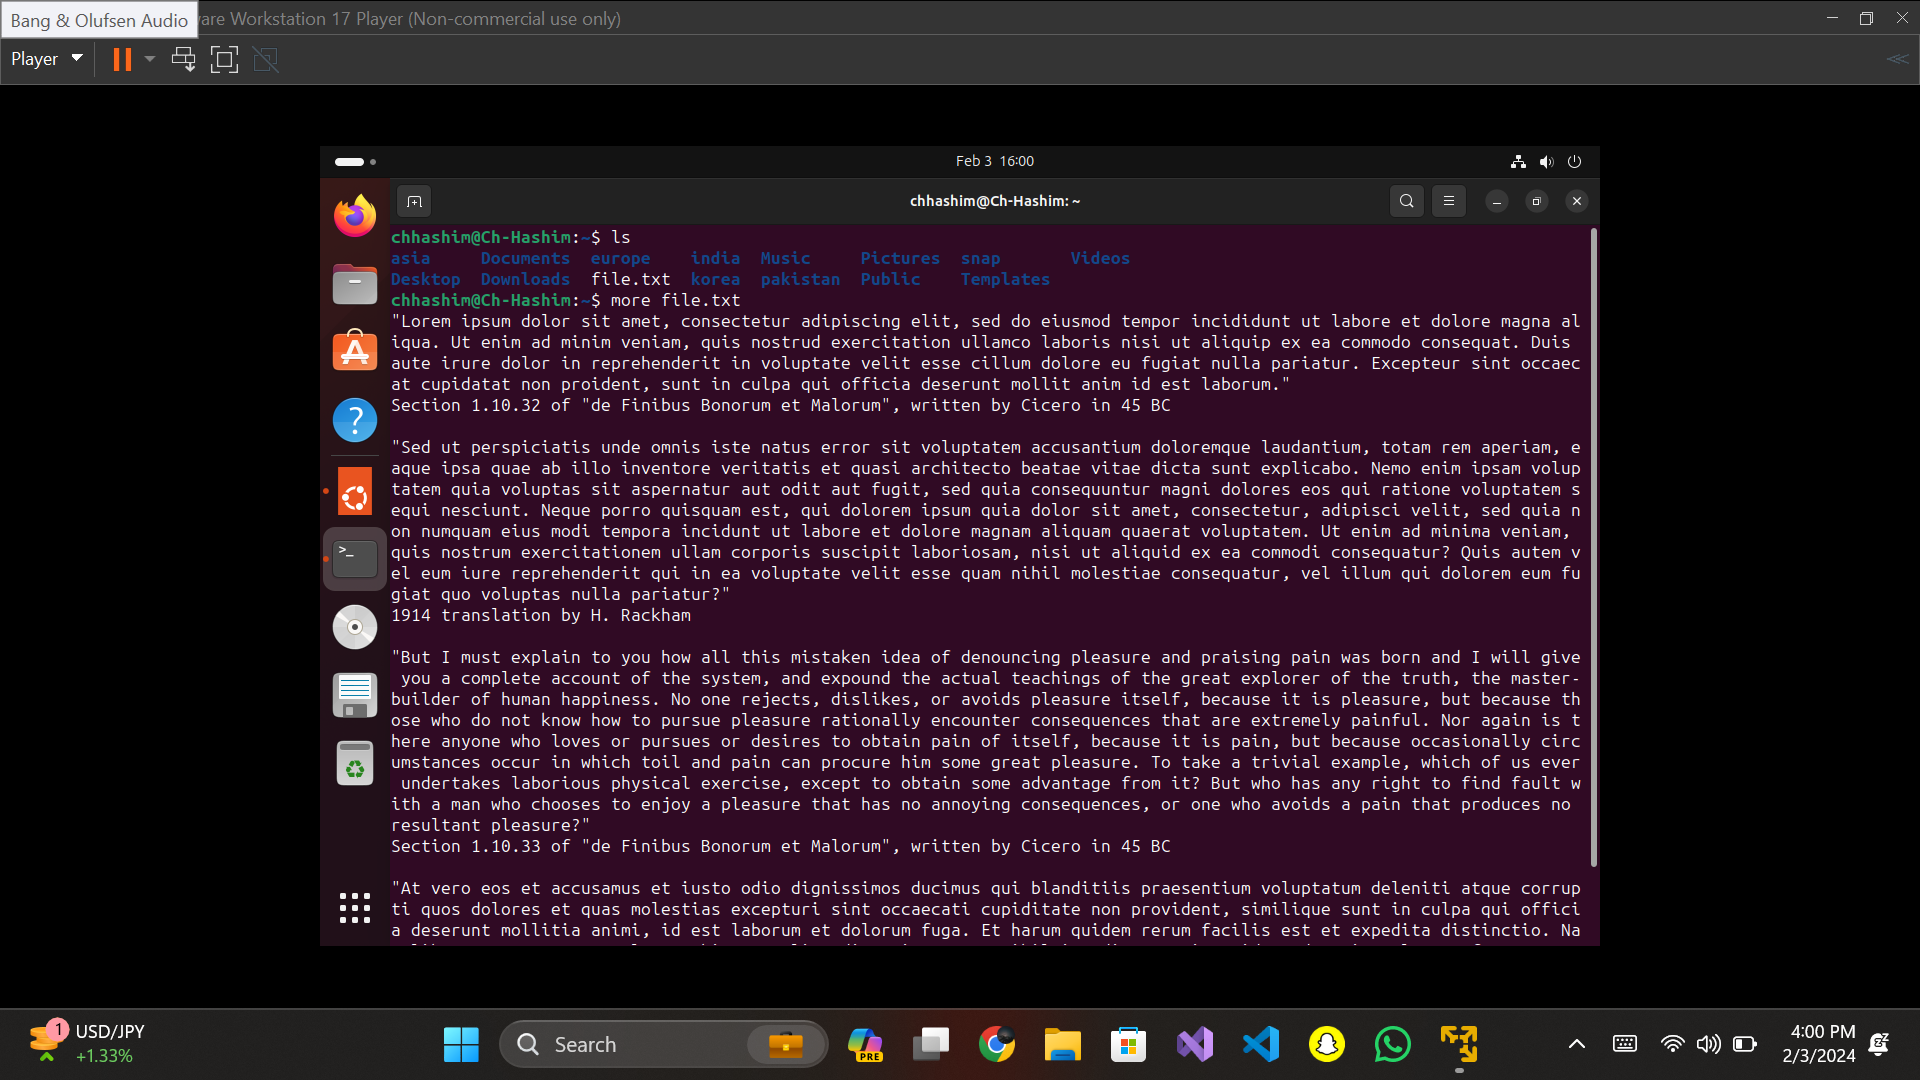 Bang & Olufsen Audio
are Workstation 17 Player (Non-commercial use only)
Player
Feb 3 16:00
chhashim@Ch-Hashim: ~
chhashim@Ch-Hashim:~$ ls
asia Documents europe india Music Pictures snap Videos
Desktop Downloads file.txt korea pakistan Public Templates
chhashim@Ch-Hashim:~$ more file.txt
"Lorem ipsum dolor sit amet, consectetur adipiscing elit, sed do eiusmod tempor incididunt ut labore et dolore magna al
iqua. Ut enim ad minim veniam, quis nostrud exercitation ullamco laboris nisi ut aliquip ex ea commodo consequat. Duis
aute irure dolor in reprehenderit in voluptate velit esse cillum dolore eu fugiat nulla pariatur. Excepteur sint occaec
at cupidatat non proident, sunt in culpa qui officia deserunt mollit anim id est laborum."
Section 1.10.32 of "de Finibus Bonorum et Malorum", written by Cicero in 45 BC
"Sed ut perspiciatis unde omnis iste natus error sit voluptatem accusantium doloremque laudantium, totam rem aperiam, e
aque ipsa quae ab illo inventore veritatis et quasi architecto beatae vitae dicta sunt explicabo. Nemo enim ipsam volup
tatem quia voluptas sit aspernatur aut odit aut fugit, sed quia consequuntur magni dolores eos qui ratione voluptatem s
equi nesciunt. Neque porro quisquam est, qui dolorem ipsum quia dolor sit amet, consectetur, adipisci velit, sed quia n
on numquam eius modi tempora incidunt ut labore et dolore magnam aliquam quaerat voluptatem. Ut enim ad minima veniam,
quis nostrum exercitationem ullam corporis suscipit laboriosam, nisi ut aliquid ex ea commodi consequatur? Quis autem v
el eum iure reprehenderit qui in ea voluptate velit esse quam nihil molestiae consequatur, vel illum qui dolorem eum fu
giat quo voluptas nulla pariatur?"
1914 translation by H. Rackham
"But I must explain to you how all this mistaken idea of denouncing pleasure and praising pain was born and I will give
you a complete account of the system, and expound the actual teachings of the great explorer of the truth, the master-
builder of human happiness. No one rejects, dislikes, or avoids pleasure itself, because it is pleasure, but because th
ose who do not know how to pursue pleasure rationally encounter consequences that are extremely painful. Nor again is t
here anyone who loves or pursues or desires to obtain pain of itself, because it is pain, but because occasionally circ
umstances occur in which toil and pain can procure him some great pleasure. To take a trivial example, which of us ever
undertakes laborious physical exercise, except to obtain some advantage from it? But who has any right to find fault w
ith a man who chooses to enjoy a pleasure that has no annoying consequences, or one who avoids a pain that produces no
resultant pleasure?"
Section 1.10.33 of "de Finibus Bonorum et Malorum", written by Cicero in 45 BC
"At vero eos et accusamus et iusto odio dignissimos ducimus qui blanditiis praesentium voluptatum deleniti atque corrup
ti quos dolores et quas molestias excepturi sint occaecati cupiditate non provident, similique sunt in culpa qui offici
a deserunt mollitia animi, id est laborum et dolorum fuga. Et harum quidem rerum facilis est et expedita distinctio. Na
1
USD/JPY
+1.33%
Search
PRE
4:00 PM
2/3/2024